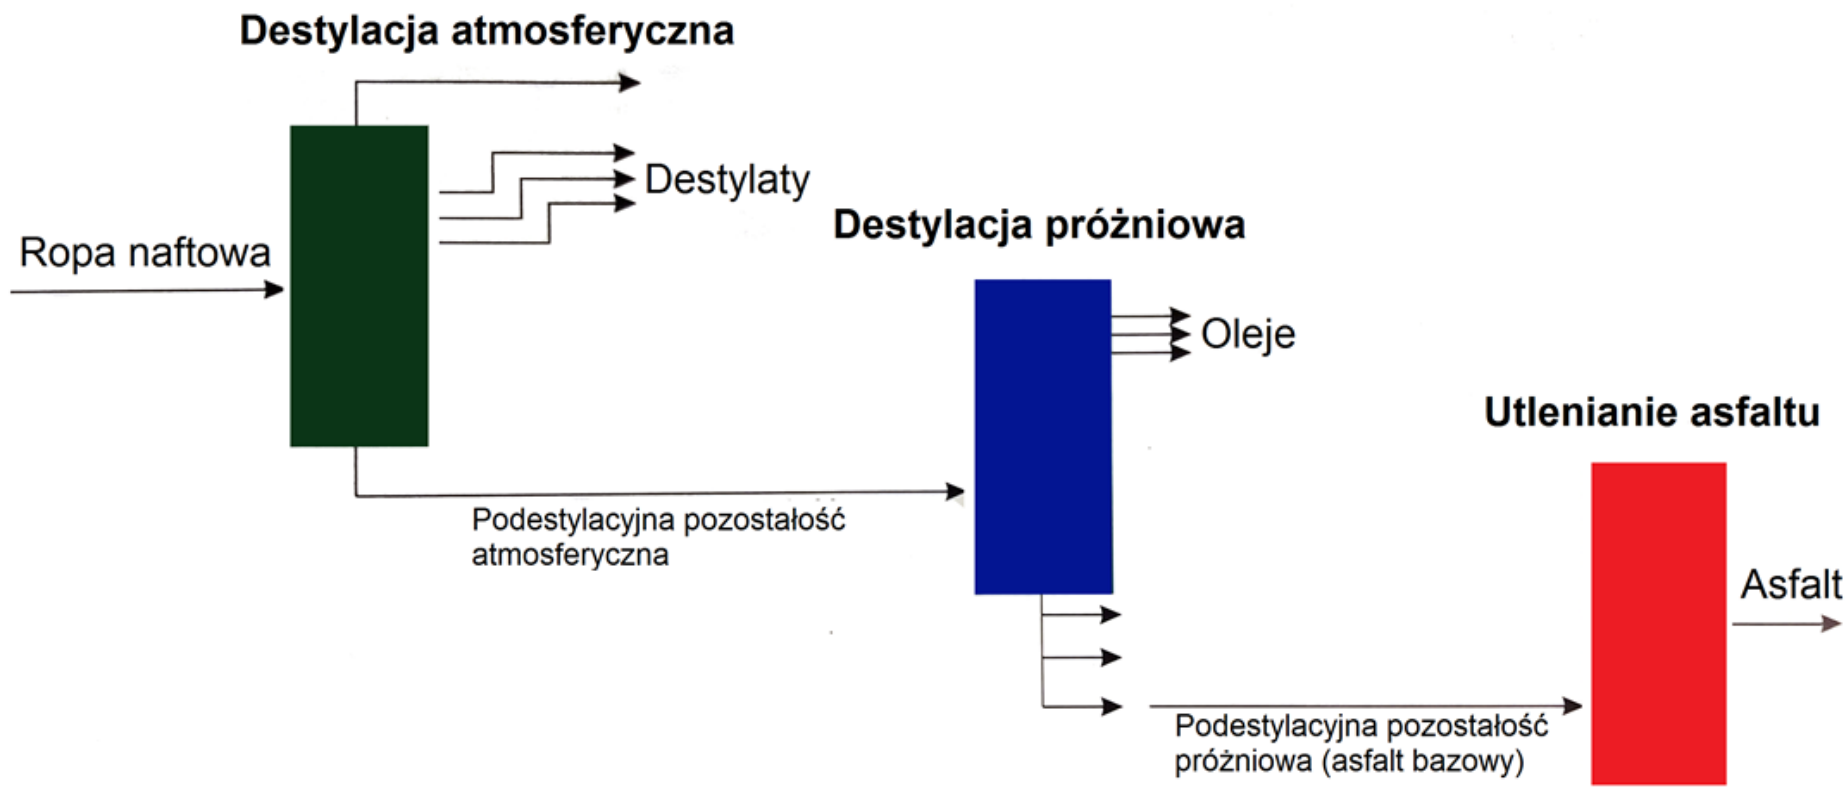 Destylacja atmosferyczna
Destylaty
Ropa naftowa
Destylacja próżniowa
Oleje
Podestylacyjna pozostałość
atmosferyczna
Utlenianie asfaltu
Asfalt
Podestylacyjna pozostałość
próżniowa (asfalt bazowy)